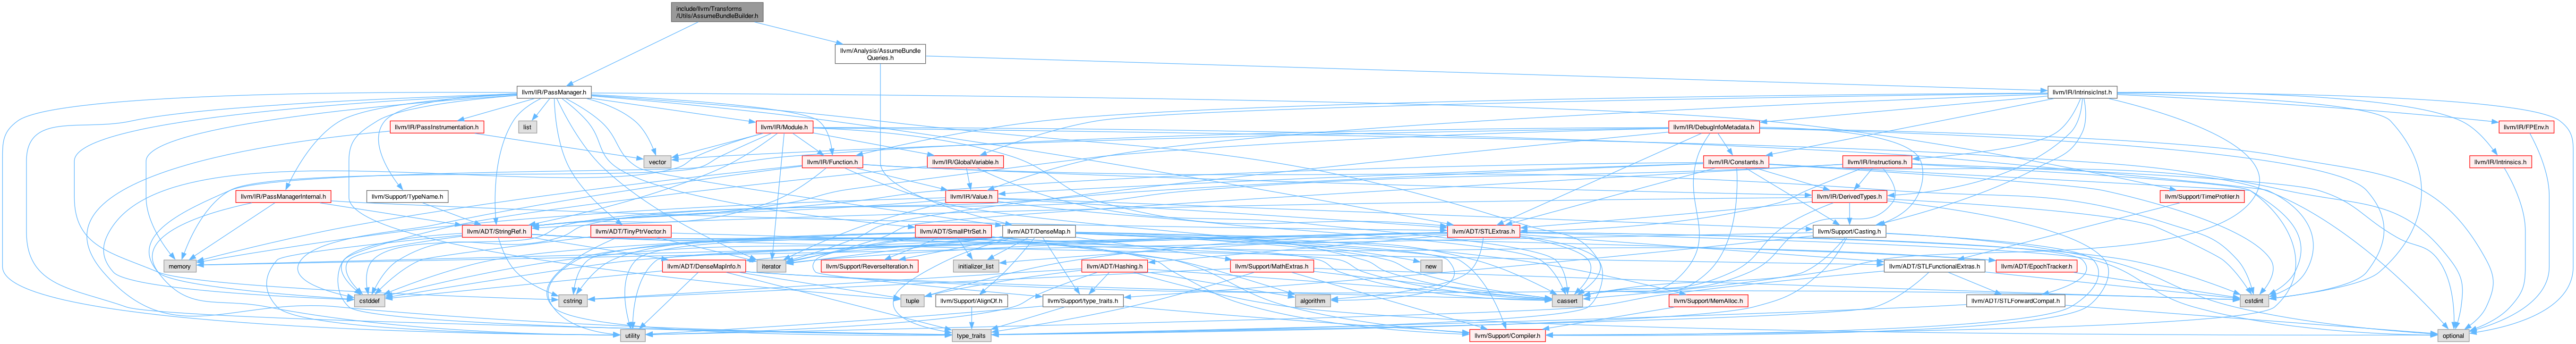 include/llvm/Transforms
/Utils/AssumeBundleBuilder.h
llvm/Analysis/AssumeBundle
Queries.h
llvm/IR/PassManager.h
llvm/IR/IntrinsicInst.h
llvm/IR/PassInstrumentation.h
list
llvm/IR/Module.h
llvm/IR/DebugInfoMetadata.h
llvm/IR/FPEnv.h
vector
llvm/IR/Function.h
llvm/IR/GlobalVariable.h
llvm/IR/Constants.h
llvm/IR/Instructions.h
llvm/IR/Intrinsics.h
llvm/IR/PassManagerInternal.h
llvm/Support/TypeName.h
llvm/IR/Value.h
llvm/IR/DerivedTypes.h
llvm/Support/TimeProfiler.h
llvm/ADT/StringRef.h
llvm/ADT/TinyPtrVector.h
llvm/ADT/SmallPtrSet.h
llvm/ADT/DenseMap.h
llvm/ADT/STLExtras.h
llvm/Support/Casting.h
memory
llvm/ADT/DenseMapInfo.h
iterator
llvm/Support/ReverseIteration.h
initializer_list
llvm/ADT/Hashing.h
llvm/Support/MathExtras.h
new
llvm/ADT/STLFunctionalExtras.h
llvm/ADT/EpochTracker.h
cstddef
cstring
tuple
llvm/Support/AlignOf.h
llvm/Support/type_traits.h
algorithm
cassert
llvm/Support/MemAlloc.h
llvm/ADT/STLForwardCompat.h
cstdint
utility
type_traits
llvm/Support/Compiler.h
optional